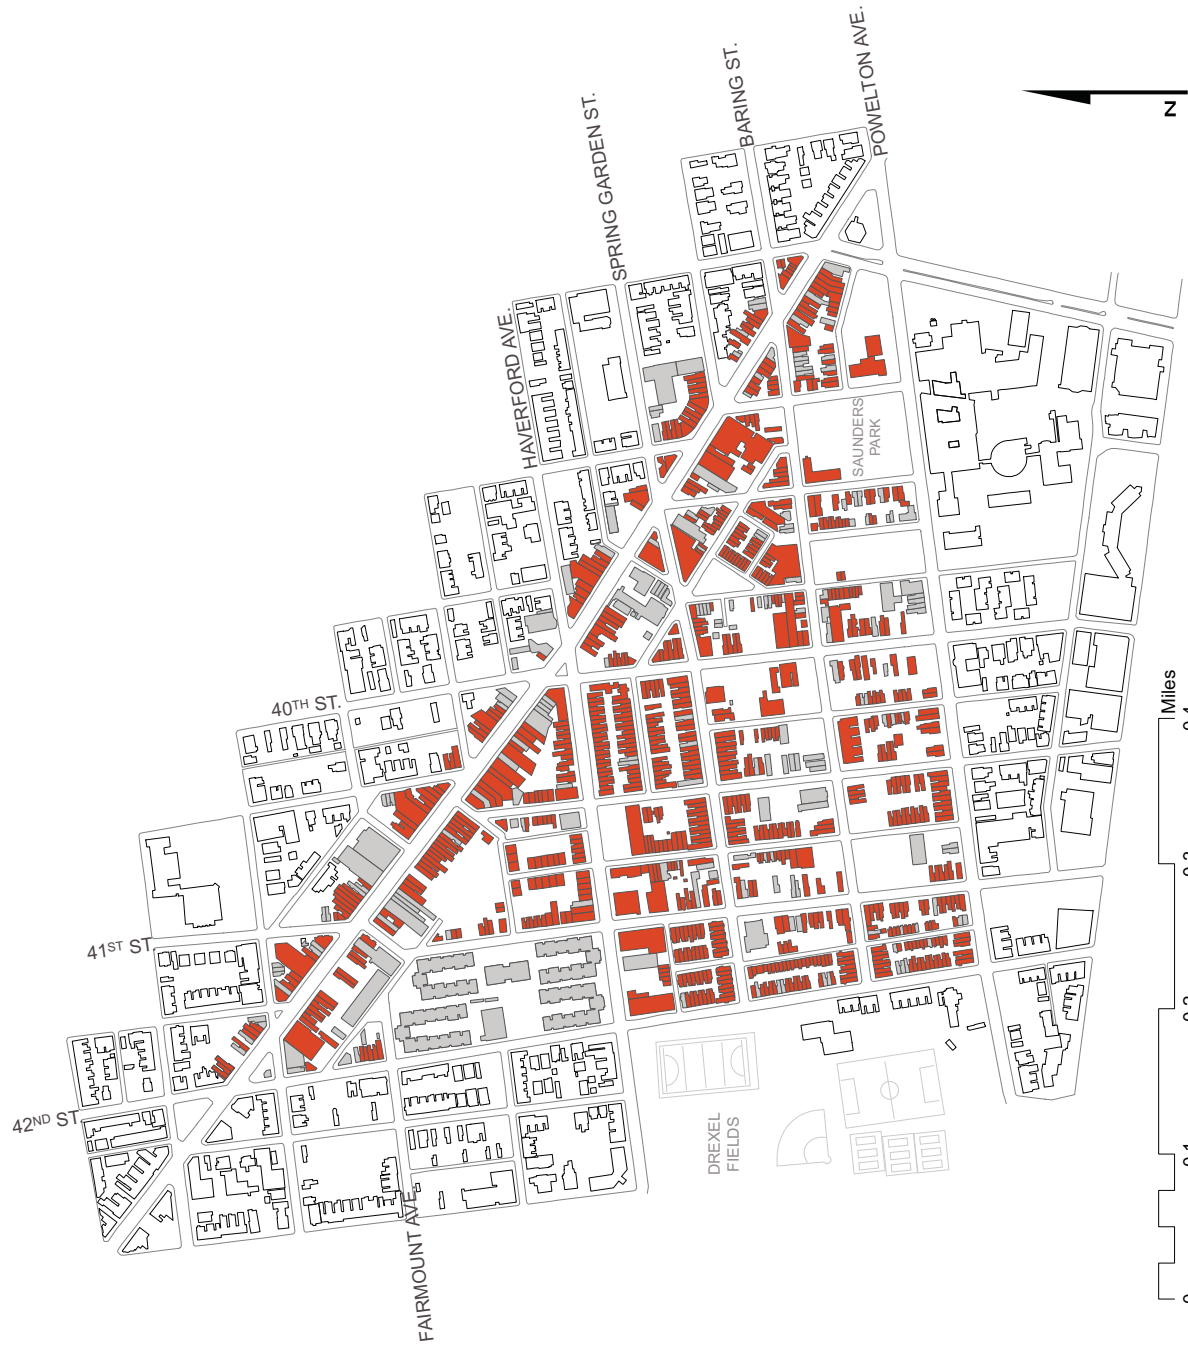 POWELTON AVE.
BARING ST.
SPRING GARDEN ST.
HAVERFORD AVE.
N
SAUNDERS
PARK
40TH ST.
Miles
41ST ST.
42ND ST.
DREXEL
FIELDS
FAIRMOUNT AVE.